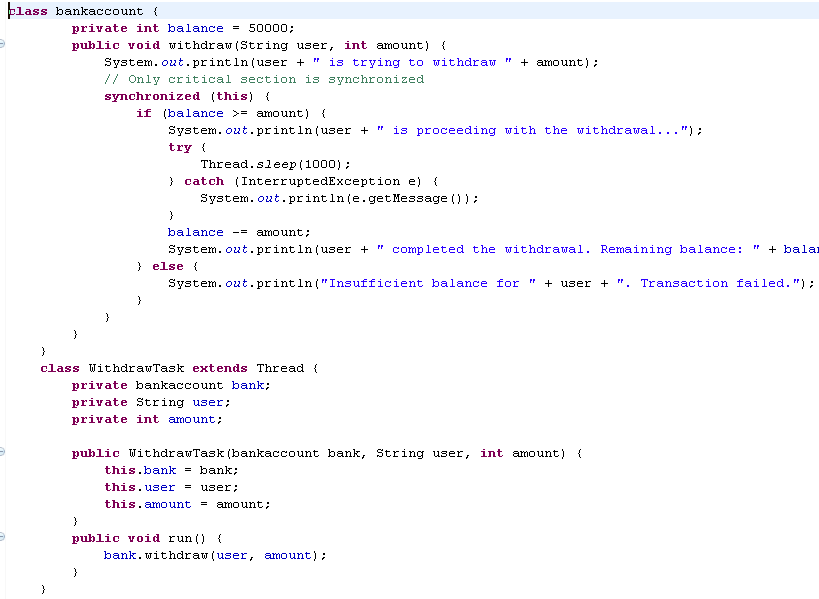 class bankaccount {
        private int balance = 50000;
        public void withdraw(String user, int amount) {
            System.out.println(user + " is trying to withdraw " + amount);
            // Only critical section is synchronized
            synchronized (this) {
                if (balance >= amount) {
                    System.out.println(user + " is proceeding with the withdrawal...");
                    try {
                        Thread.sleep(1000);
                    } catch (InterruptedException e) {
                        System.out.println(e.getMessage());
                    }
                    balance -= amount;
                    System.out.println(user + " completed the withdrawal. Remaining balance: " + balan
                } else {
                    System.out.println("Insufficient balance for " + user + ". Transaction failed.");
                }
            }
        }
    }
    class WithdrawTask extends Thread {
        private bankaccount bank;
        private String user;
        private int amount;

        public WithdrawTask(bankaccount bank, String user, int amount) {
            this.bank = bank;
            this.user = user;
            this.amount = amount;
        }
        public void run() {
            bank.withdraw(user, amount);
        }
    }